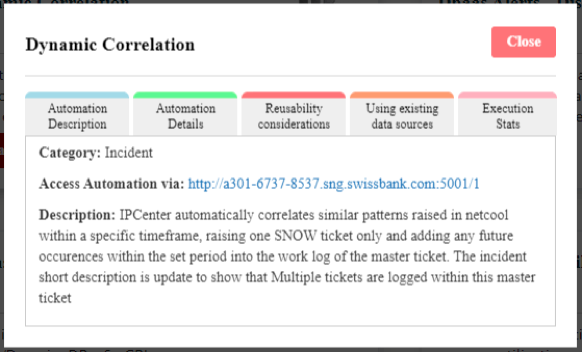 Dynamic Correlation
Close
Automation Description
Automation Details
Reusability considerations
Using existing data sources
Execution Stats
Category: Incident
Access Automation via: http://a301-6737-8537.sng.swissbank.com:5001/1
Description: IPCenter automatically correlates similar patterns raised in netcool
within a specific timeframe, raising one SNOW ticket only and adding any future
occurences within the set period into the work log of the master ticket. The incident
short description is update to show that Multiple tickets are logged within this master
ticket